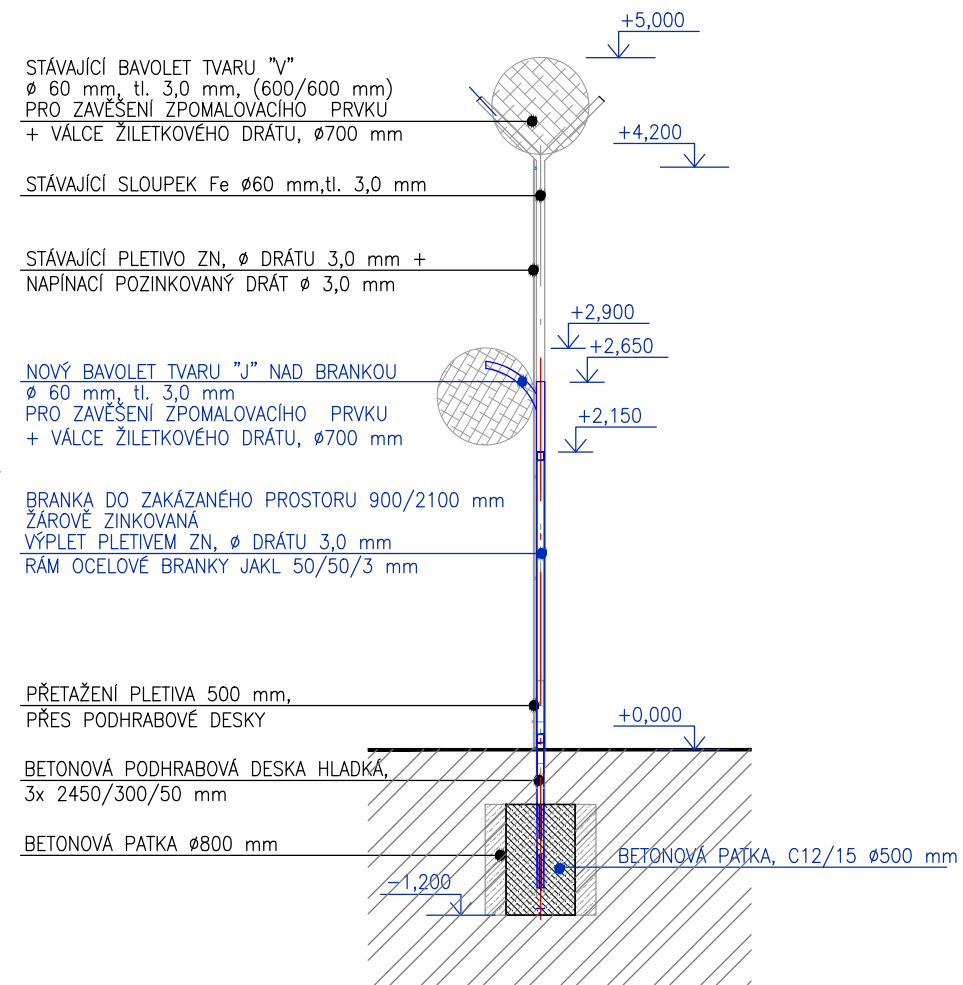 +5,000
STÁVAJÍCÍ BAVOLET TVARU "V"
ø 60 mm, tl. 3,0 mm, (600/600 mm)
PRO ZAVĚŠENÍ ZPOMALOVACÍHO PRVKU
+ VÁLCE ŽILETKOVÉHO DRÁTU, ø700 mm
+4,200
STÁVAJÍCÍ SLOUPEK Fe ø60 mm,tl. 3,0 mm
STÁVAJÍCÍ PLETIVO ZN, ø DRÁTU 3,0 mm +
NAPÍNACÍ POZINKOVANÝ DRÁT ø 3,0 mm
+2,900
+2,650
NOVÝ BAVOLET TVARU "J" NAD BRANKOU
ø 60 mm, tl. 3,0 mm
PRO ZAVĚŠENÍ ZPOMALOVACÍHO PRVKU
+ VÁLCE ŽILETKOVÉHO DRÁTU, ø700 mm
+2,150
BRANKA DO ZAKÁZANÉHO PROSTORU 900/2100 mm
ŽÁROVĚ ZINKOVANÁ
VÝPLET PLETIVEM ZN, ø DRÁTU 3,0 mm
RÁM OCELOVÉ BRANKY JAKL 50/50/3 mm
PŘETAŽENÍ PLETIVA 500 mm,
PŘES PODHRABOVÉ DESKY
+0,000
BETONOVÁ PODHRABOVÁ DESKA HLADKÁ,
3x 2450/300/50 mm
BETONOVÁ PATKA ø800 mm
BETONOVÁ PATKA, C12/15 ø500 mm
-1,200